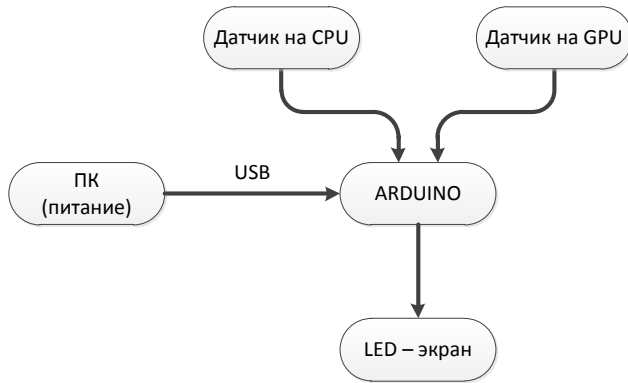 Датчик на CPU
Датчик на GPU
USB
ПК
(питание)
ARDUINO
LED – экран